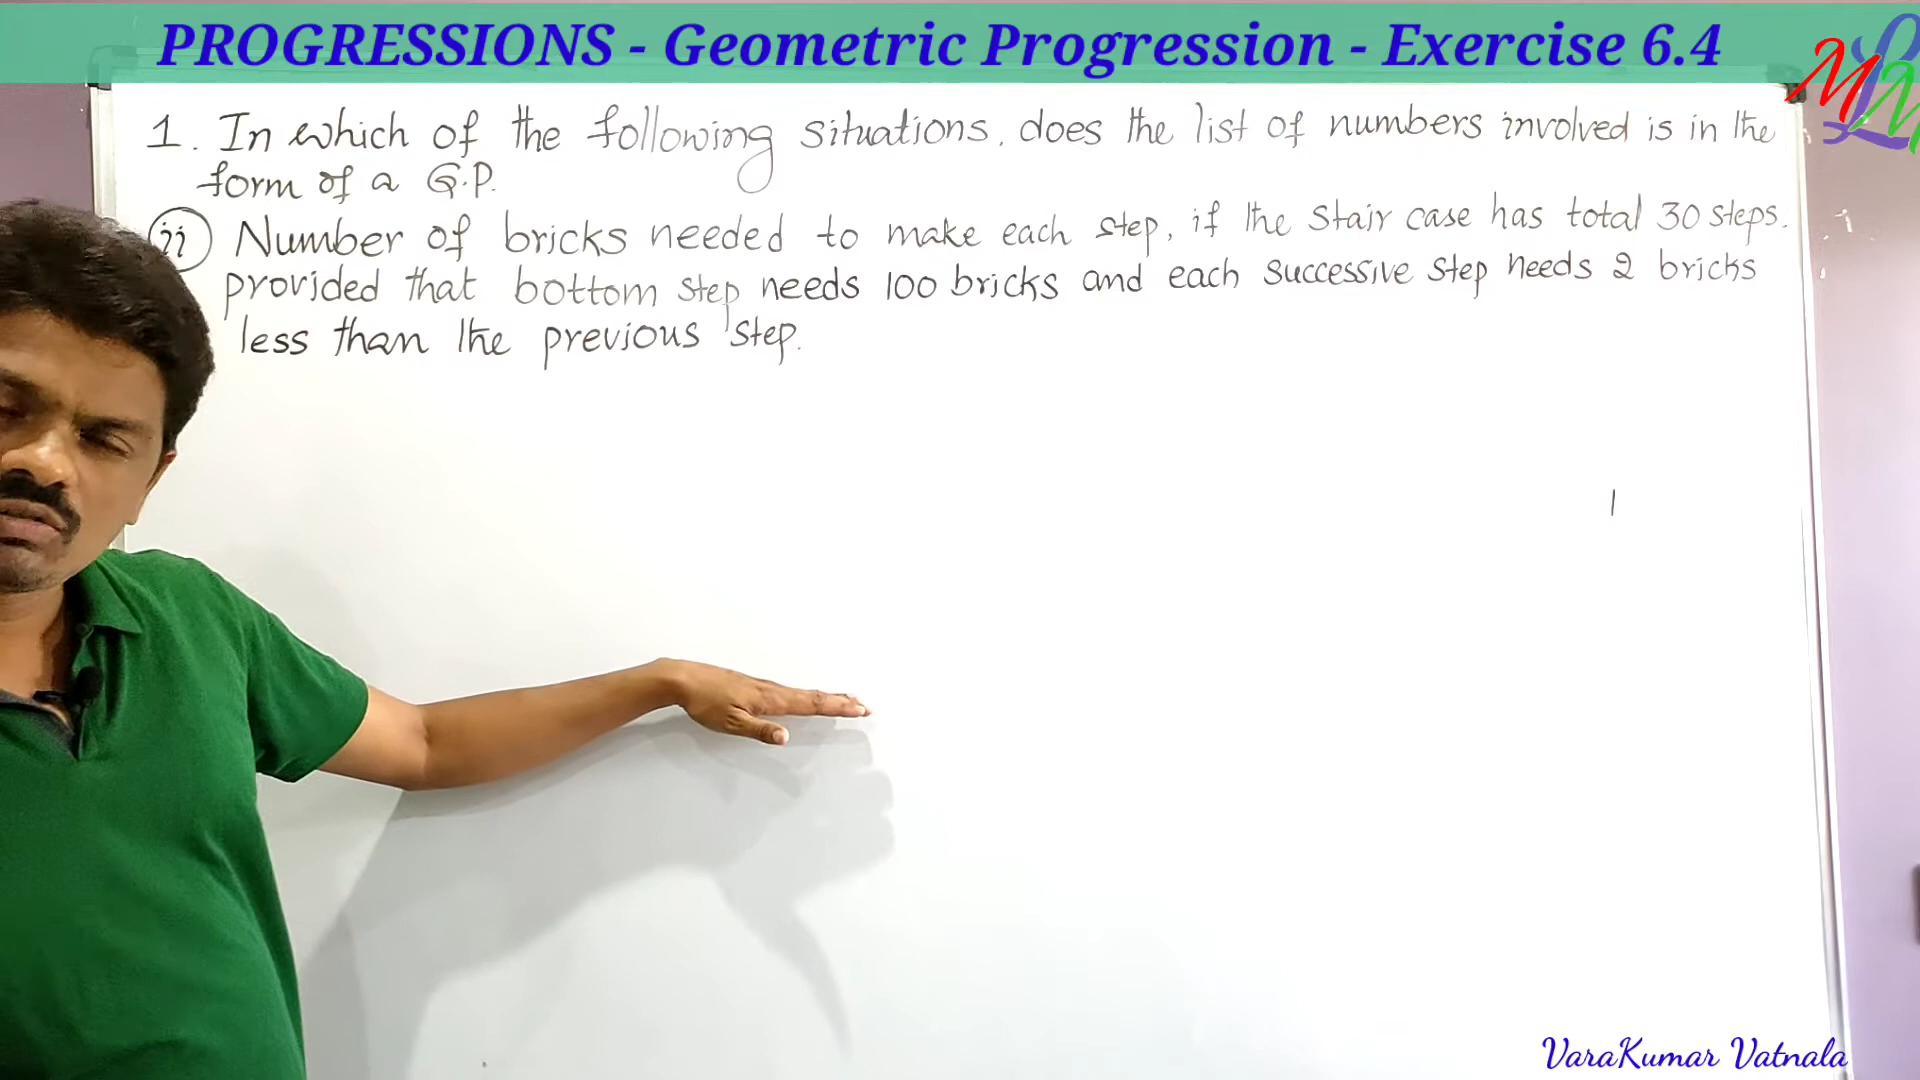 PROGRESSIONS - Geometric Progression - Exercise 6.4
MLM
1. In which of the following situations, does the list of numbers involved is in the
form of a G.P.
(ii) Number of bricks needed to make each step, if the stair case has total 30 steps.
provided that bottom step needs 100 bricks and each successive step needs 2 bricks
less than the previous step.
VaraKumar Vatnala